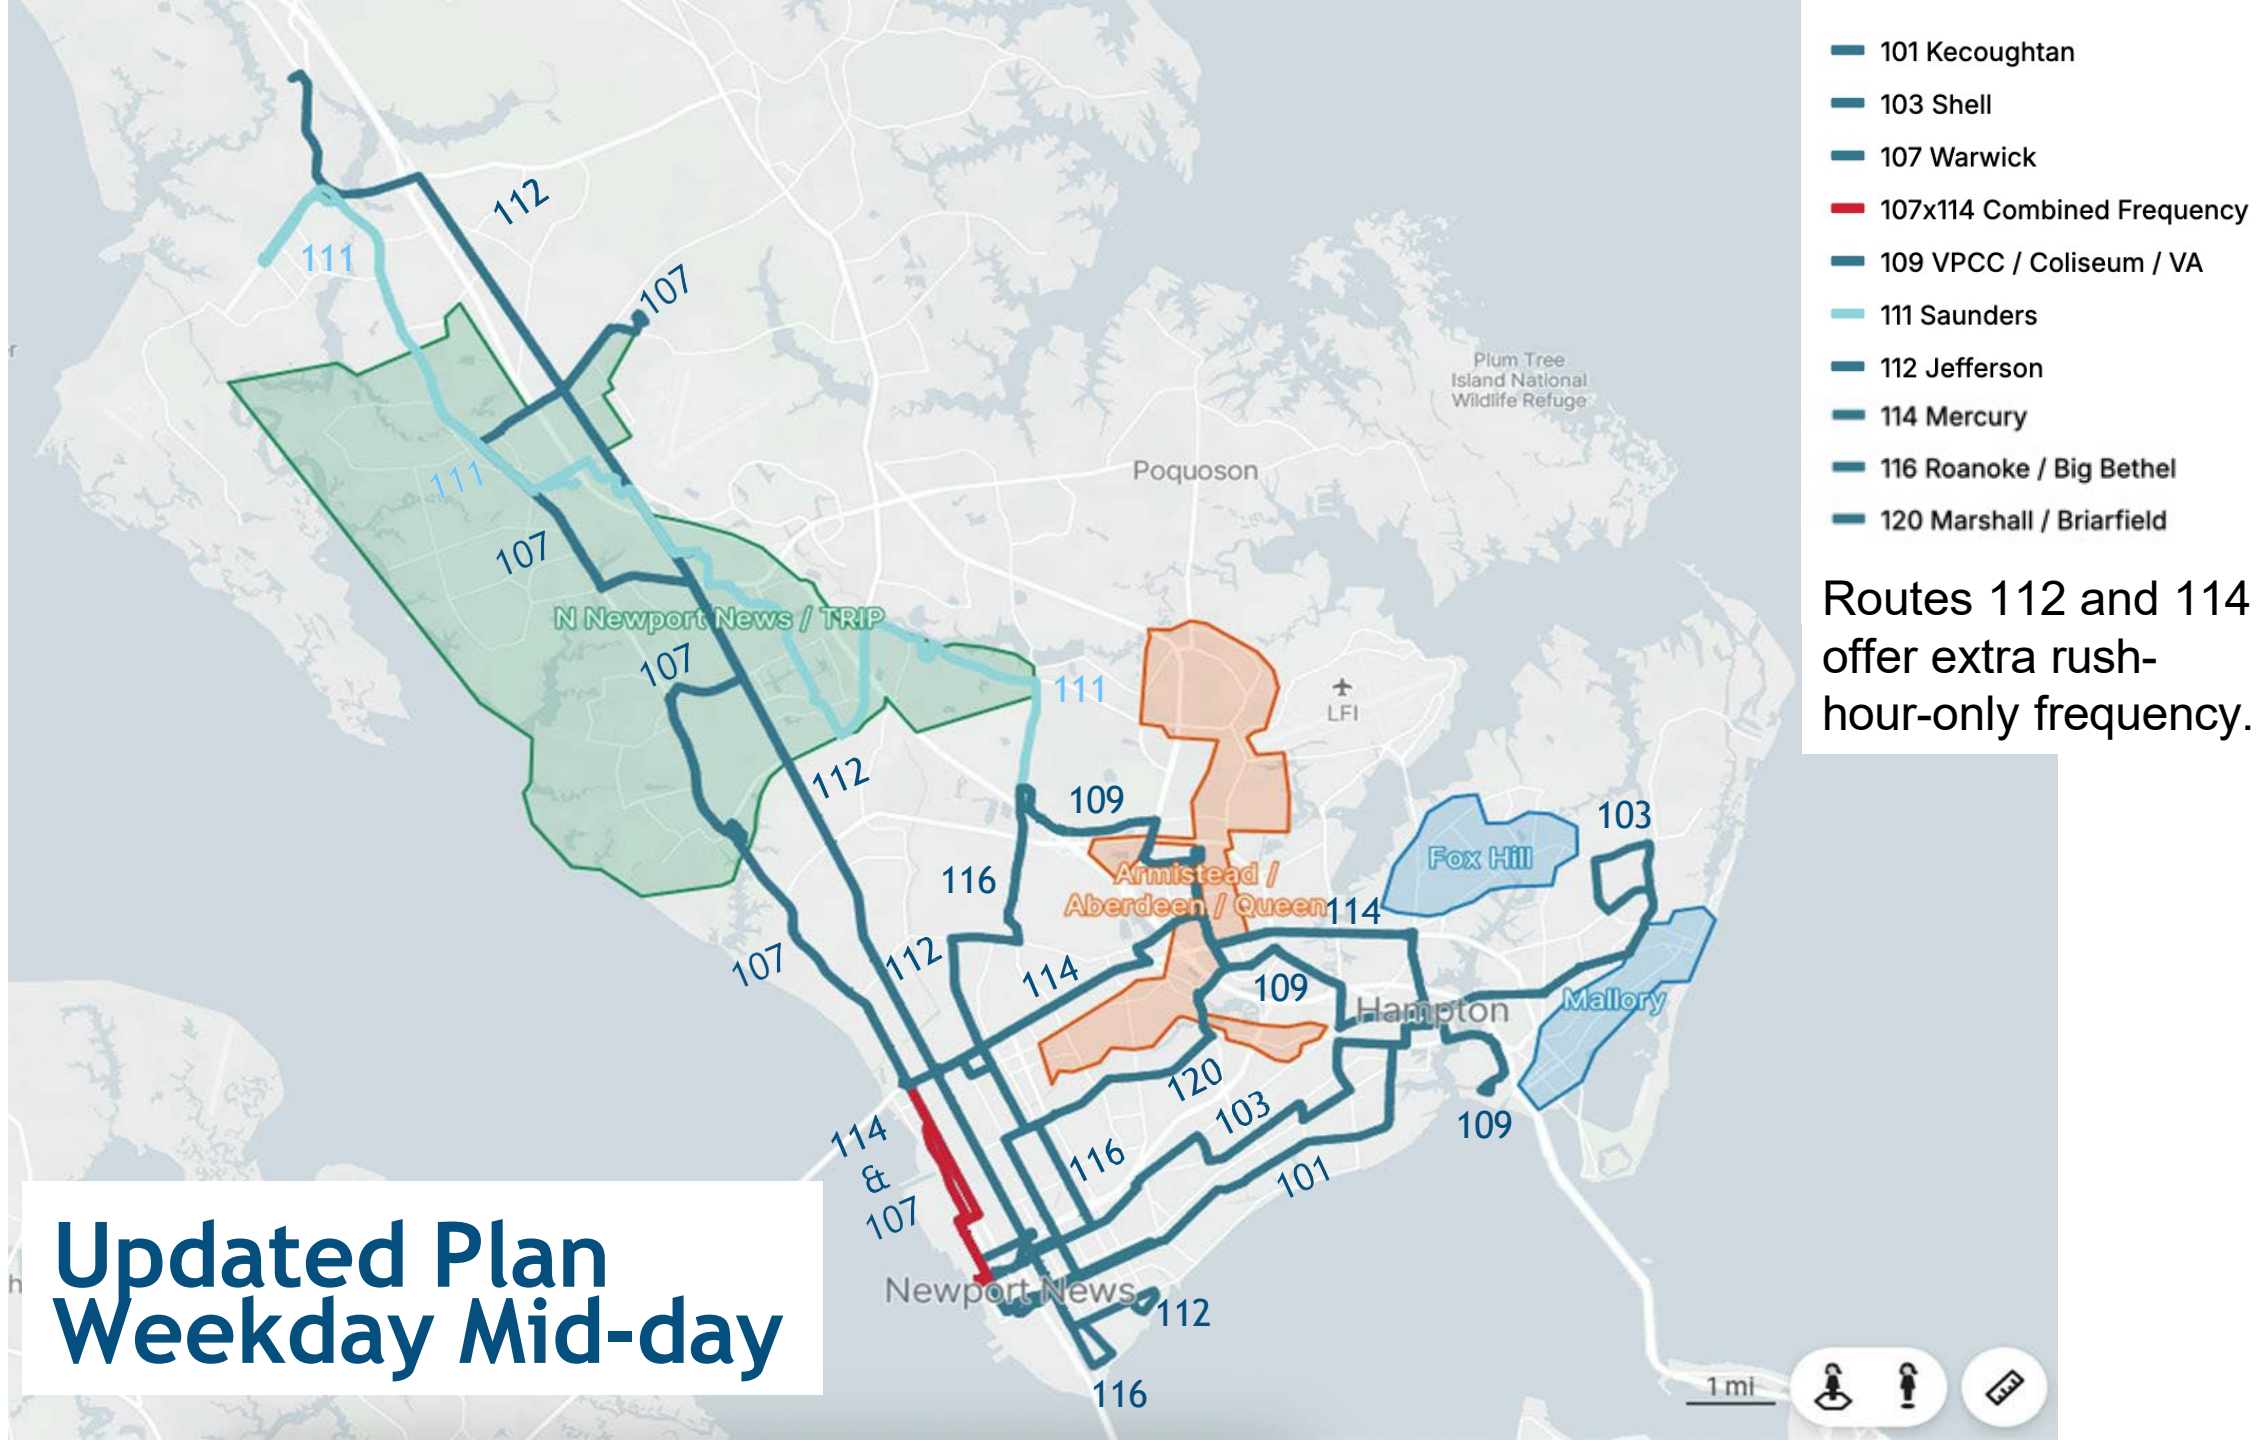 101 Kecoughtan
103 Shell
107 Warwick
107x114 Combined Frequency
109 VPCC / Coliseum / VA
111 Saunders
112 Jefferson
114 Mercury
116 Roanoke / Big Bethel
120 Marshall / Briarfield
Routes 112 and 114
offer extra rush-
hour-only frequency.
112
111
107
Plum Tree
Island National
Wildlife Refuge
Poquoson
111
107
N Newport News / TRIP
107
111
LFI
112
109
103
Fox Hill
116
Armistead /
Aberdeen / Queen
114
107
112
114
109
Mallory
Hampton
120
103
109
114
&
107
116
101
Newport News
112
116
Updated Plan
Weekday Mid-day
1 mi